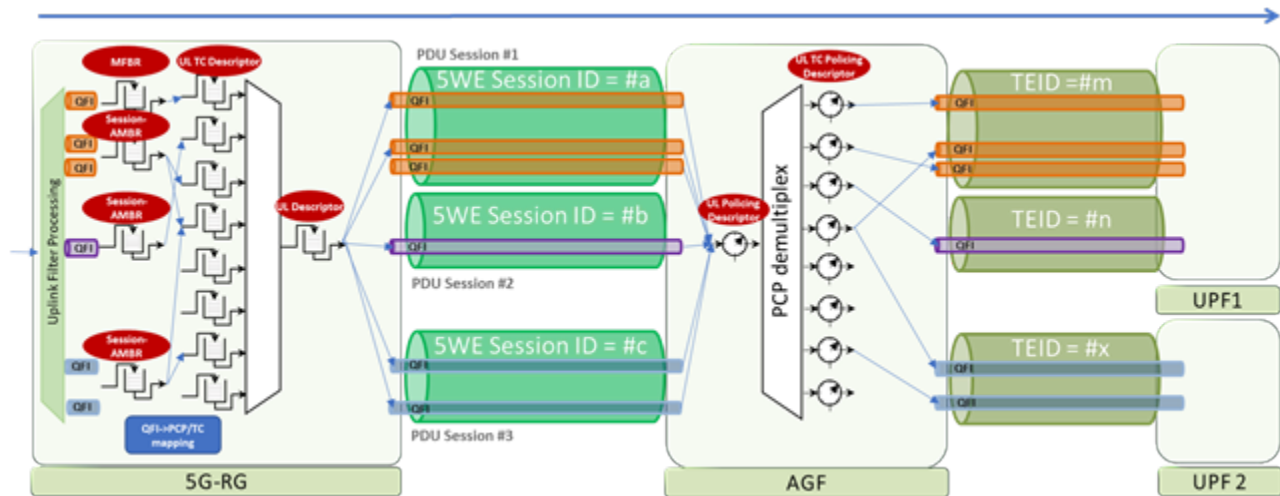 PDU Session #1
MFBR
UL TC Descriptor
UL TC Policing
Descriptor
5WE Session ID = #a
TEID =#m
QFI
QFI
QFI
Session-
AMBR
QFI
QFI
QFI
QFI
QFI
QFI
Uplink Filter Processing
Session-
AMBR
UL Descriptor
5WE Session ID = #b
UL Policing
Descriptor
PCP demultiplex
TEID = #n
QFI
QFI
QFI
PDU Session #2
UPF1
Session-
AMBR
5WE Session ID = #c
TEID = #x
QFI
QFI
QFI
QFI
QFI
QFI
QFI->PCP/TC
mapping
PDU Session #3
5G-RG
AGF
UPF 2